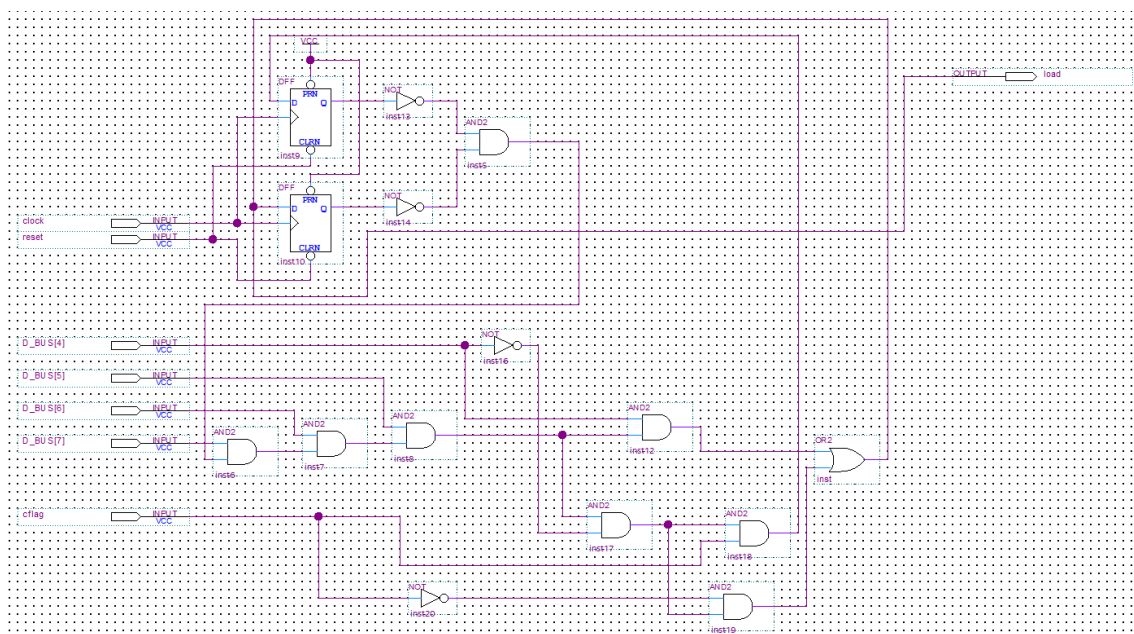 VCC
DFF
PRN
D
Q
CLRN
inst9
NOT
inst13
AND2
inst5
OUTPUT
load
DFF
PRN
D
Q
CLRN
inst10
NOT
inst14
clock
INPUT
VCC
reset
INPUT
VCC
D_BUS[4]
INPUT
VCC
NOT
inst16
D_BUS[5]
INPUT
VCC
D_BUS[6]
INPUT
VCC
D_BUS[7]
INPUT
VCC
AND2
inst6
AND2
inst7
AND2
inst8
AND2
inst12
OR2
inst
cflag
INPUT
VCC
AND2
inst17
AND2
inst18
NOT
inst20
AND2
inst19